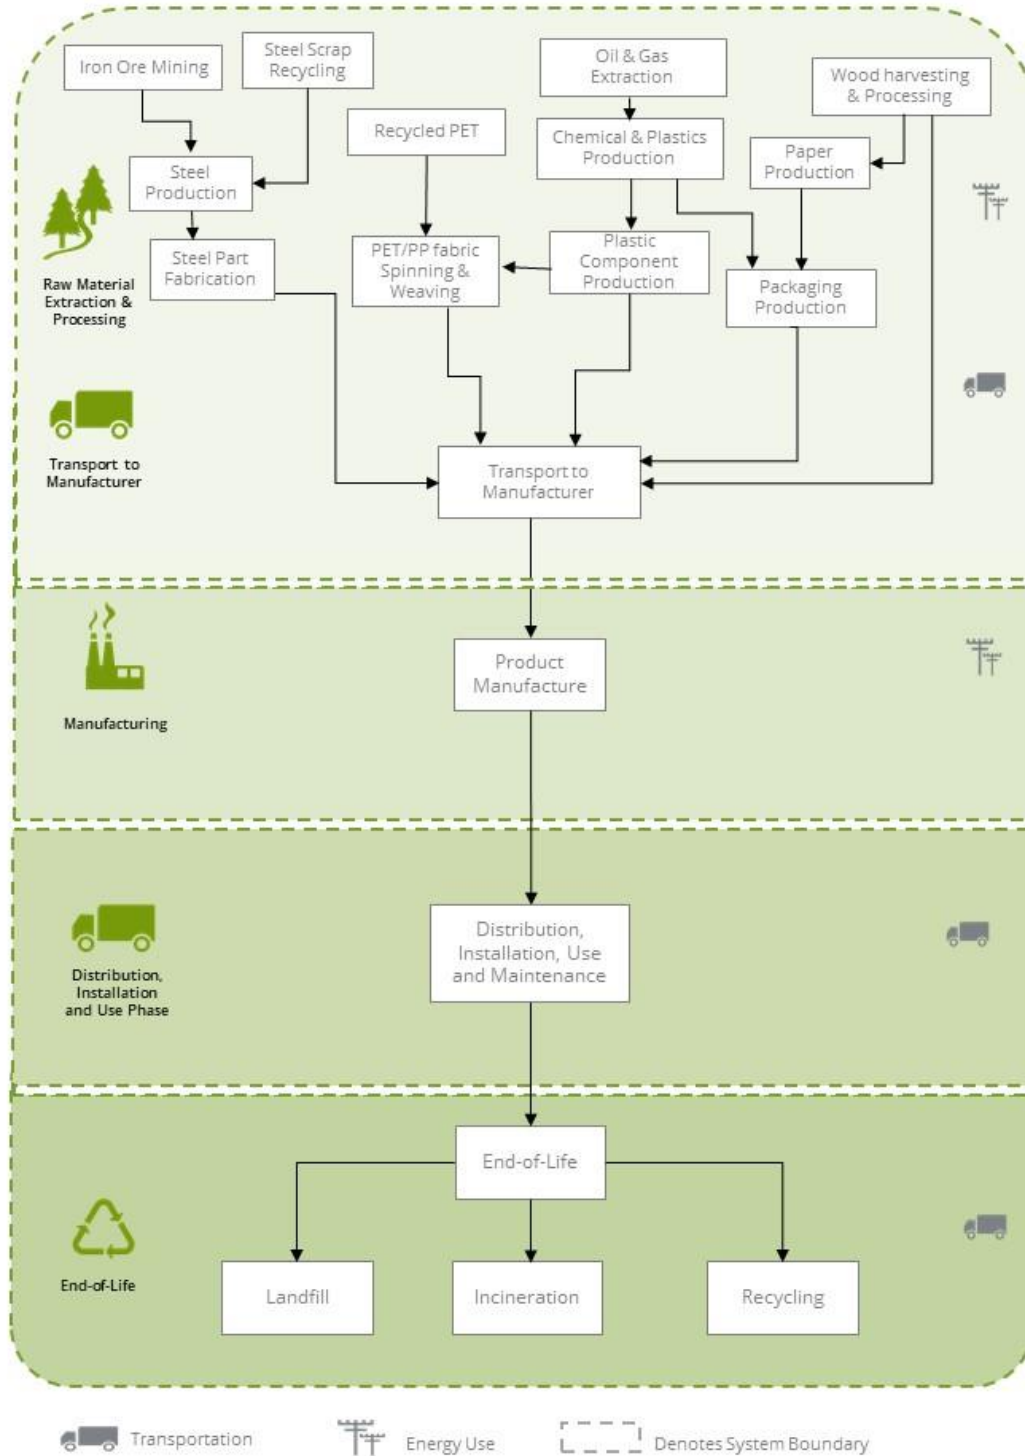 Iron Ore Mining
Steel Scrap
Recycling
Oil & Gas
Extraction
Wood harvesting
& Processing
Recycled PET
Chemical & Plastics
Production
Paper
Production
Steel
Production
Steel Part
Fabrication
PET/PP fabric
Spinning &
Weaving
Plastic
Component
Production
Packaging
Production
Raw Material
Extraction &
Processing
Transport to
Manufacturer
Transport to
Manufacturer
Product
Manufacture
Manufacturing
Distribution,
Installation, Use
and Maintenance
Distribution,
Installation
and Use Phase
End-of-Life
End-of-Life
Landfill
Incineration
Recycling
Transportation
Energy Use
Denotes System Boundary